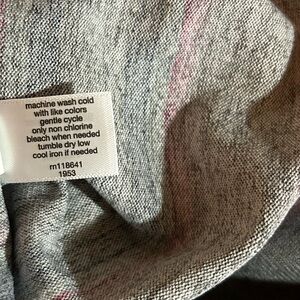 machine wash cold
with like colors
gentle cycle
only non chlorine
bleach when needed
tumble dry low
cool iron if needed
rn118641
1953